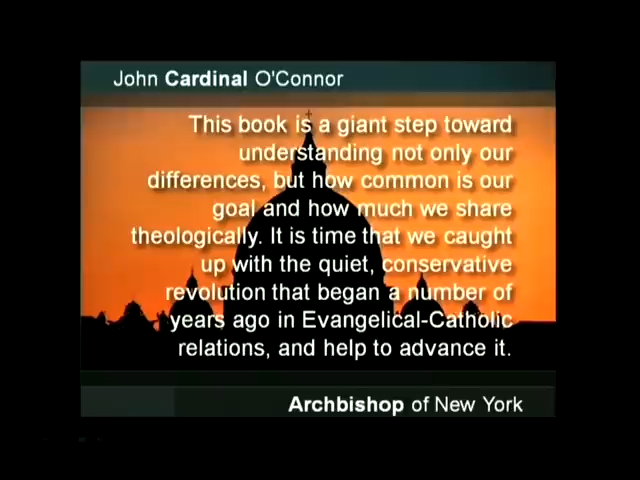 John Cardinal O'Connor
This book is a giant step toward
understanding not only our
differences, but how common is our
goal and how much we share
theologically. It is time that we caught
up with the quiet, conservative
revolution that began a number of
years ago in Evangelical-Catholic
relations, and help to advance it.
Archbishop of New York